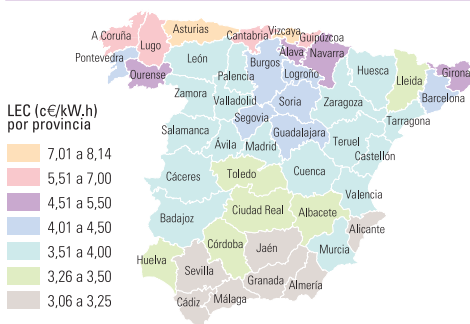 A Coruña
Lugo
Asturias
Cantabria
Vizcaya
Guipúzcoa
Pontevedra
Ourense
León
Palencia
Burgos
Álava
Navarra
Logroño
Huesca
Lleida
Girona
Barcelona
Zamora
Valladolid
Soria
Zaragoza
Tarragona
Salamanca
Segovia
Ávila
Madrid
Guadalajara
Teruel
Castellón
Cáceres
Toledo
Cuenca
Valencia
Badajoz
Ciudad Real
Albacete
Alicante
Huelva
Córdoba
Jaén
Murcia
Sevilla
Granada
Almería
Cádiz
Málaga
LEC (c€/kW.h)
por provincia
7,01 a 8,14
5,51 a 7,00
4,51 a 5,50
4,01 a 4,50
3,51 a 4,00
3,26 a 3,50
3,06 a 3,25